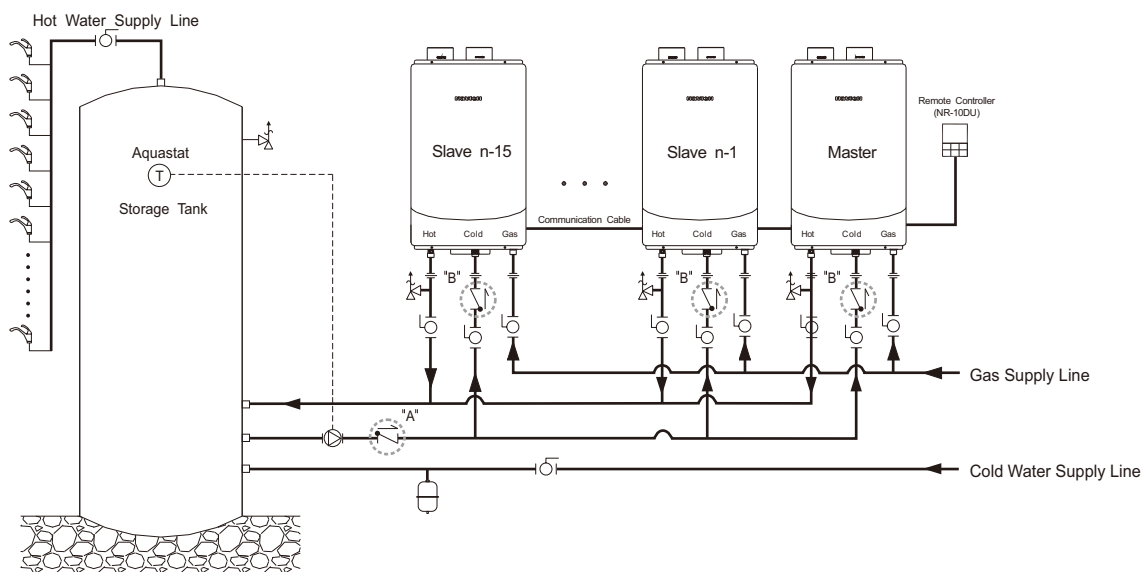 Hot Water Supply Line
Remote Controller
(NR-10DU)
Aquastat
T
Storage Tank
Slave n-15
Slave n-1
Master
Communication Cable
Hot Cold Gas
Hot Cold Gas
Hot Cold Gas
"B"
"B"
"B"
Gas Supply Line
"A"
Cold Water Supply Line